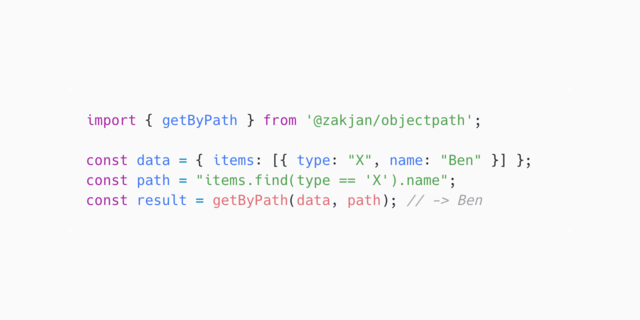 import { getByPath } from '@zakjan/objectpath';
const data = { items: [{ type: "X", name: "Ben" }] };
const path = "items.find(type == 'X').name";
const result = getByPath(data, path); // -> Ben